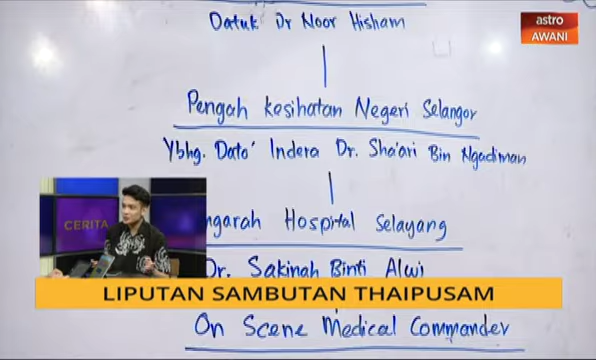 Datuk Dr Noor Hisham
astro
AWANI
Pengah Kesihatan Negeri Selangor
Ybhg. Dato' Indera Dr. Sha'ari Bin Ngadiman
CERITA
ngarah Hospital Selayang
Dr. Sakinah Binti Alwi
LIPUTAN SAMBUTAN THAIPUSAM
On Scene Medical Commander